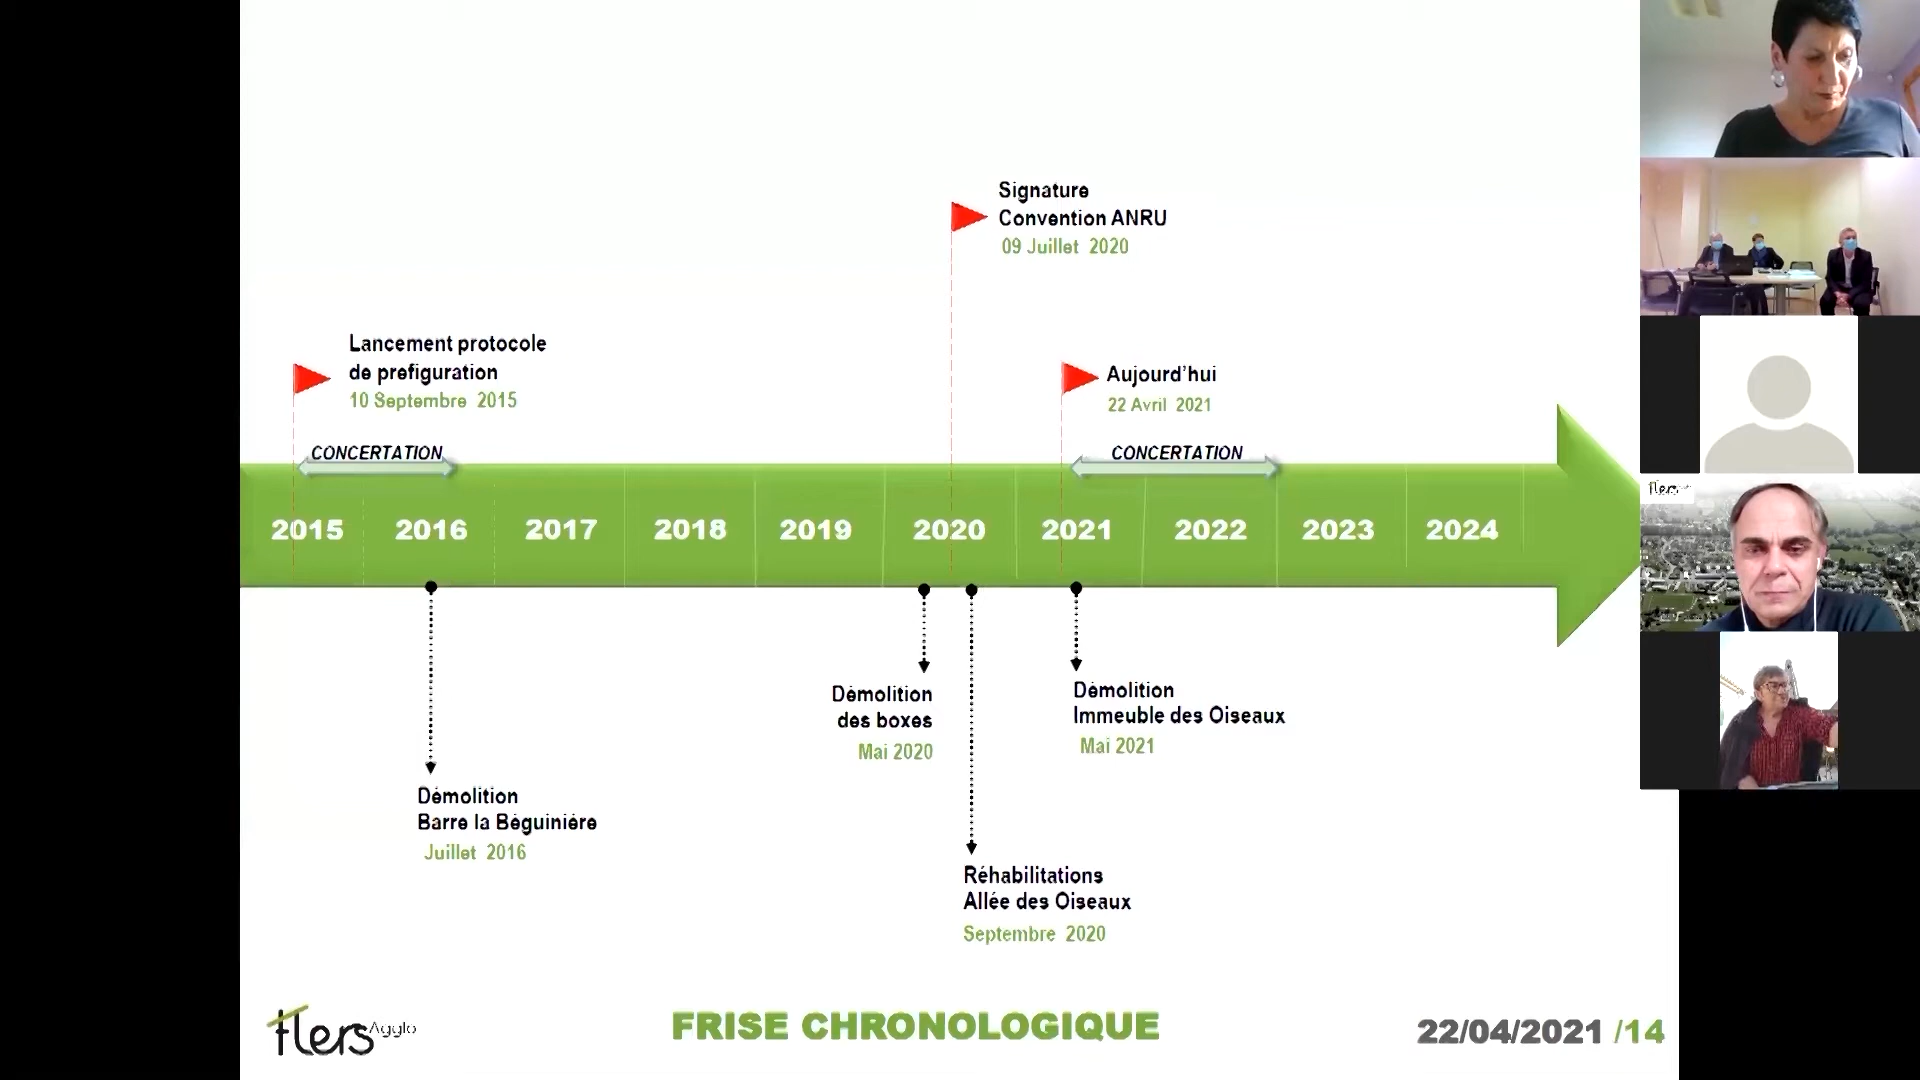 Signature
Convention ANRU
09 Juillet 2020
Lancement protocole
de prefiguration
10 Septembre 2015
Aujourd'hui
22 Avril 2021
CONCERTATION
CONCERTATION
2015 2016 2017 2018 2019 2020 2021 2022 2023 2024
Démolition
des boxes
Mai 2020
Démolition
Immeuble des Oiseaux
Mai 2021
Démolition
Barre la Béguinière
Juillet 2016
Réhabilitations
Allée des Oiseaux
Septembre 2020
flers Agglo
FRISE CHRONOLOGIQUE
22/04/2021 /14
flers